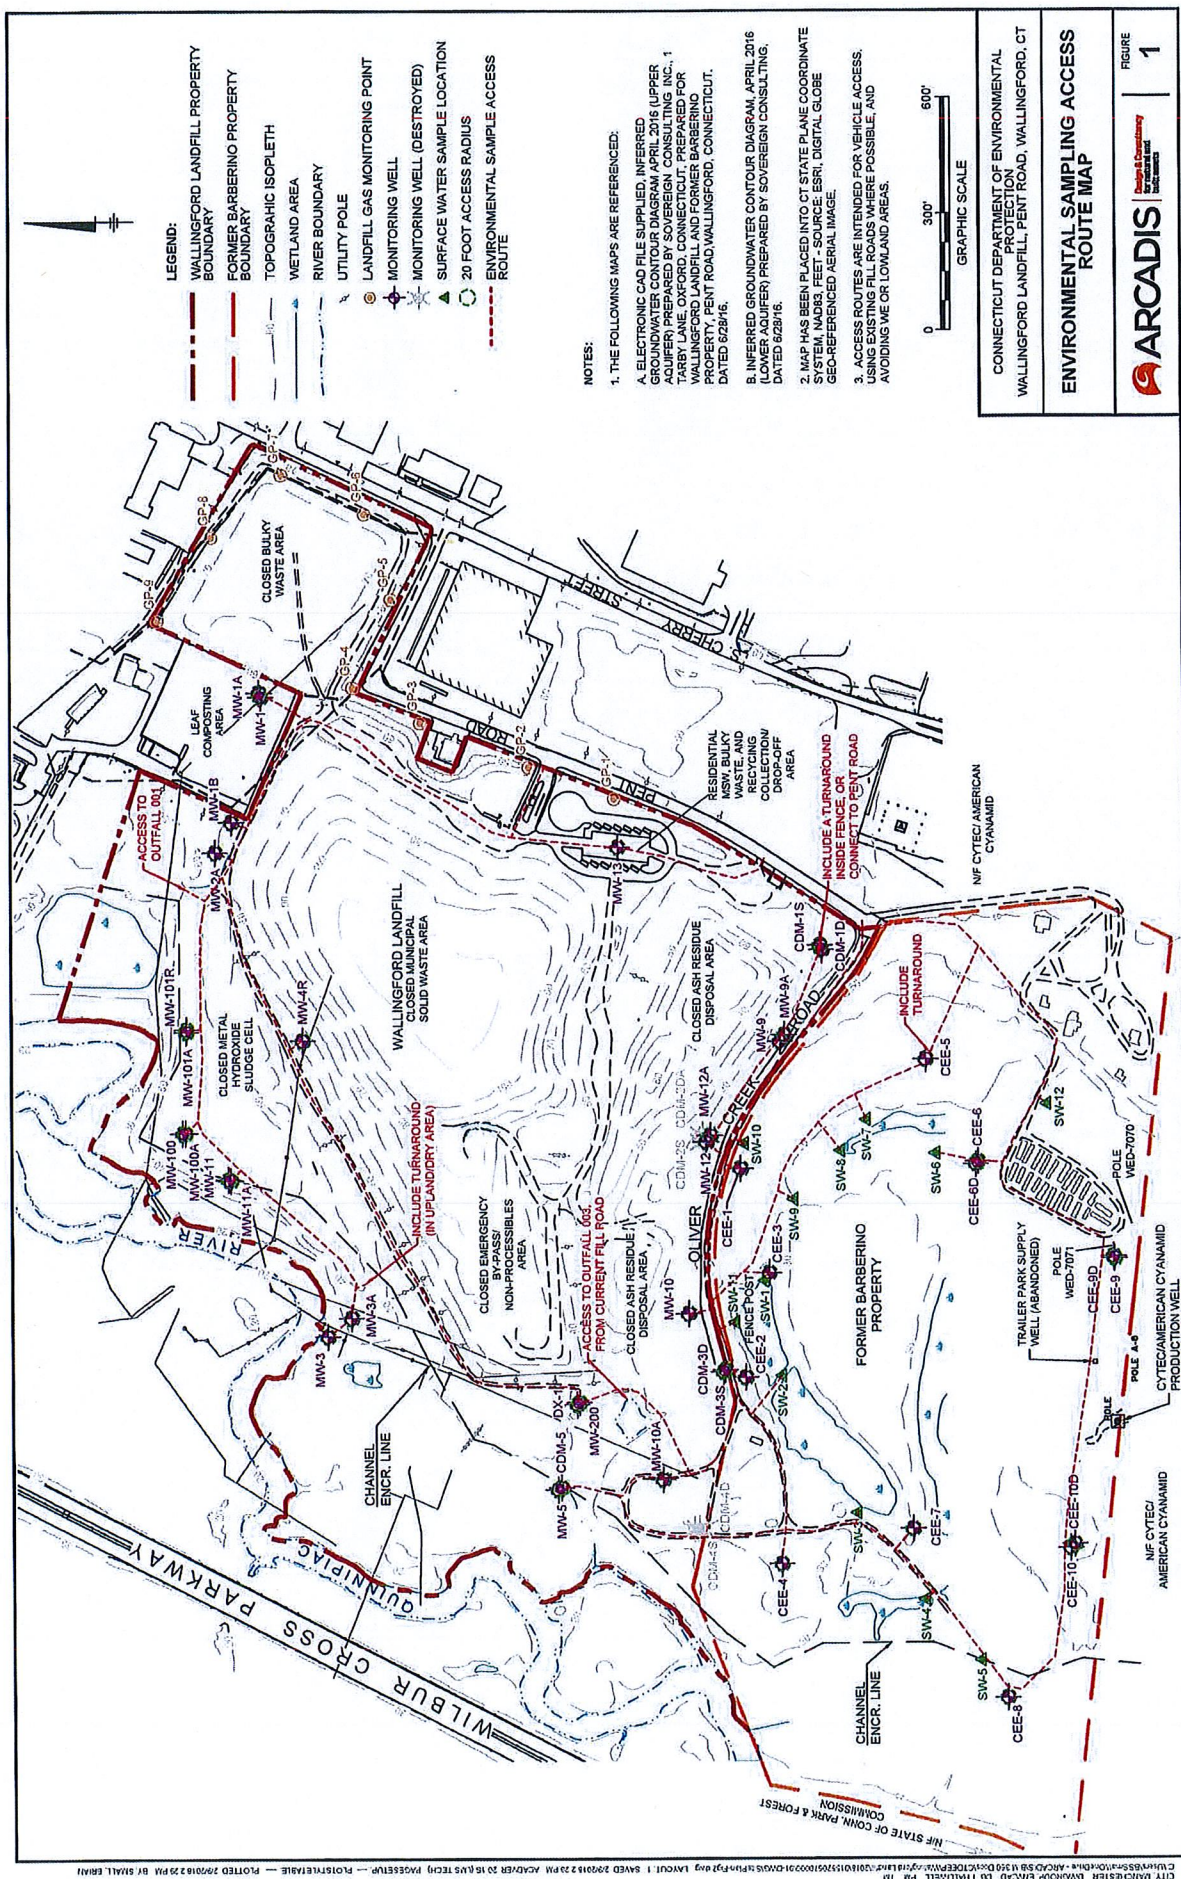 LEGEND:
WALLINGFORD LANDFILL PROPERTY
BOUNDARY
FORMER BARBERINO PROPERTY
BOUNDARY
TOPOGRAHIC ISOPLETH
WETLAND AREA
RIVER BOUNDARY
UTILITY POLE
LANDFILL GAS MONITORING POINT
MONITORING WELL
MONITORING WELL (DESTROYED)
SURFACE WATER SAMPLE LOCATION
20 FOOT ACCESS RADIUS
ENVIRONMENTAL SAMPLE ACCESS
ROUTE
NOTES:
1. THE FOLLOWING MAPS ARE REFERENCED:
A. ELECTRONIC CAD FILE SUPPLIED, INFERRED
GROUNDWATER CONTOUR DIAGRAM APRIL 2016 (UPPER
AQUIFER) PREPARED BY SOVEREIGN CONSULTING INC., 1
TARBY LANE, OXFORD, CONNECTICUT, PREPARED FOR
WALLINGFORD LANDFILL AND FORMER BARBERINO
PROPERTY, PENT ROAD, WALLINGFORD, CONNECTICUT.
DATED 6/28/16.
B. INFERRED GROUNDWATER CONTOUR DIAGRAM, APRIL 2016
(LOWER AQUIFER) PREPARED BY SOVEREIGN CONSULTING,
DATED 6/28/16.
2. MAP HAS BEEN PLACED INTO CT STATE PLANE COORDINATE
SYSTEM, NAD83, FEET - SOURCE: ESRI, DIGITAL GLOBE
GEO-REFERENCED AERIAL IMAGE.
3. ACCESS ROUTES ARE INTENDED FOR VEHICLE ACCESS,
USING EXISTING FILL ROADS WHERE POSSIBLE, AND
AVOIDING WE OR LOWLAND AREAS.
0 300' 600'
GRAPHIC SCALE
CONNECTICUT DEPARTMENT OF ENVIRONMENTAL
PROTECTION
WALLINGFORD LANDFILL, PENT ROAD, WALLINGFORD, CT
ENVIRONMENTAL SAMPLING ACCESS
ROUTE MAP
ARCADIS
Design & Consultancy
for natural and
built assets
FIGURE
1
WILBUR CROSS PARKWAY
QUINNIPIAC
RIVER
CHANNEL
ENCR. LINE
MW-100
MW-100A
MW-11
MW-11A
MW-101A
MW-101R
CLOSED METAL
HYDROXIDE
SLUDGE CELL
ACCESS TO
OUTFALL 001
MW-2A
MW-1B
LEAF
COMPOSTING
AREA
MW-1
MW-1A
CLOSED BULKY
WASTE AREA
GP-9
GP-8
GP-7
GP-6
GP-5
GP-4
GP-3
GP-2
GP-1
PENT
ROAD
S. CHERRY
STREET
MW-3
MW-3A
INCLUDE TURNAROUND
(IN UPLAND/DRY AREA)
MW-4R
WALLINGFORD LANDFILL
CLOSED MUNICIPAL
SOLID WASTE AREA
MW-13
RESIDENTIAL
MSW, BULKY
WASTE, AND
RECYCLING
COLLECTION/
DROP-OFF
AREA
CLOSED EMERGENCY
BY-PASS/
NON-PROCESSIBLES
AREA
MW-5
CDM-5
DX-1
MW-200
ACCESS TO OUTFALL 003,
FROM CURRENT FILL ROAD
CLOSED ASH RESIDUE
DISPOSAL AREA
CLOSED ASH RESIDUE
DISPOSAL AREA
MW-10A
MW-10
CDM-2S
CDM-2DA
MW-12
MW-12A
MW-9
MW-9A
CDM-1S
CDM-1D
INCLUDE A TURNAROUND
INSIDE FENCE, OR
CONNECT TO PENT ROAD
OLIVER
CREEK
RAILROAD
CDM-4S
CDM-4D
CDM-3S
CDM-3D
CEE-2
FENCE POST
SW-11
SW-1
CEE-3
CEE-1
SW-10
SW-2
SW-9
SW-8
SW-7
CEE-4
SW-3
CEE-7
SW-4
SW-5
CEE-8
CHANNEL
ENCR. LINE
FORMER BARBERINO
PROPERTY
SW-6
CEE-6D
CEE-6
CEE-5
INCLUDE
TURNAROUND
SW-12
TRAILER PARK SUPPLY
WELL (ABANDONED)
POLE
WED-7071
POLE
WED-7070
CEE-9D
CEE-9
CEE-10
CEE-10D
POLE
POLE A-6
CYTEC/AMERICAN CYANAMID
PRODUCTION WELL
N/F CYTEC/
AMERICAN CYANAMID
N/F CYTEC/ AMERICAN
CYANAMID
N/F STATE OF CONN. PARK & FOREST
COMMISSION